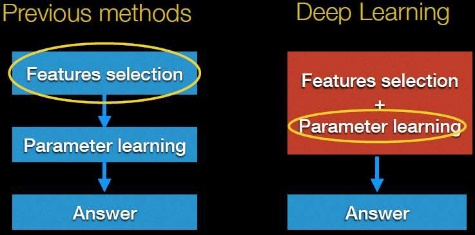 Previous methods
Features selection
Parameter learning
Answer
Deep Learning
Features selection
+
Parameter learning
Answer